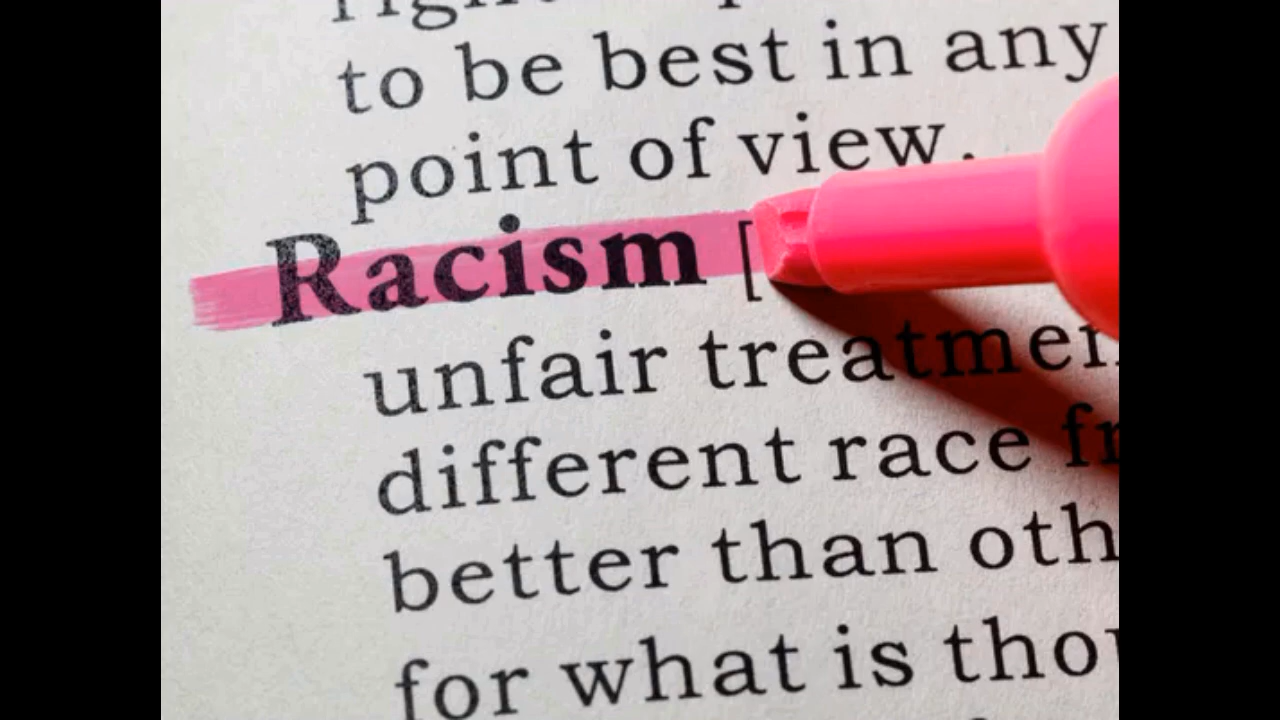 to be best in any
point of view.
Racism [
unfair
different race
better than
for what is